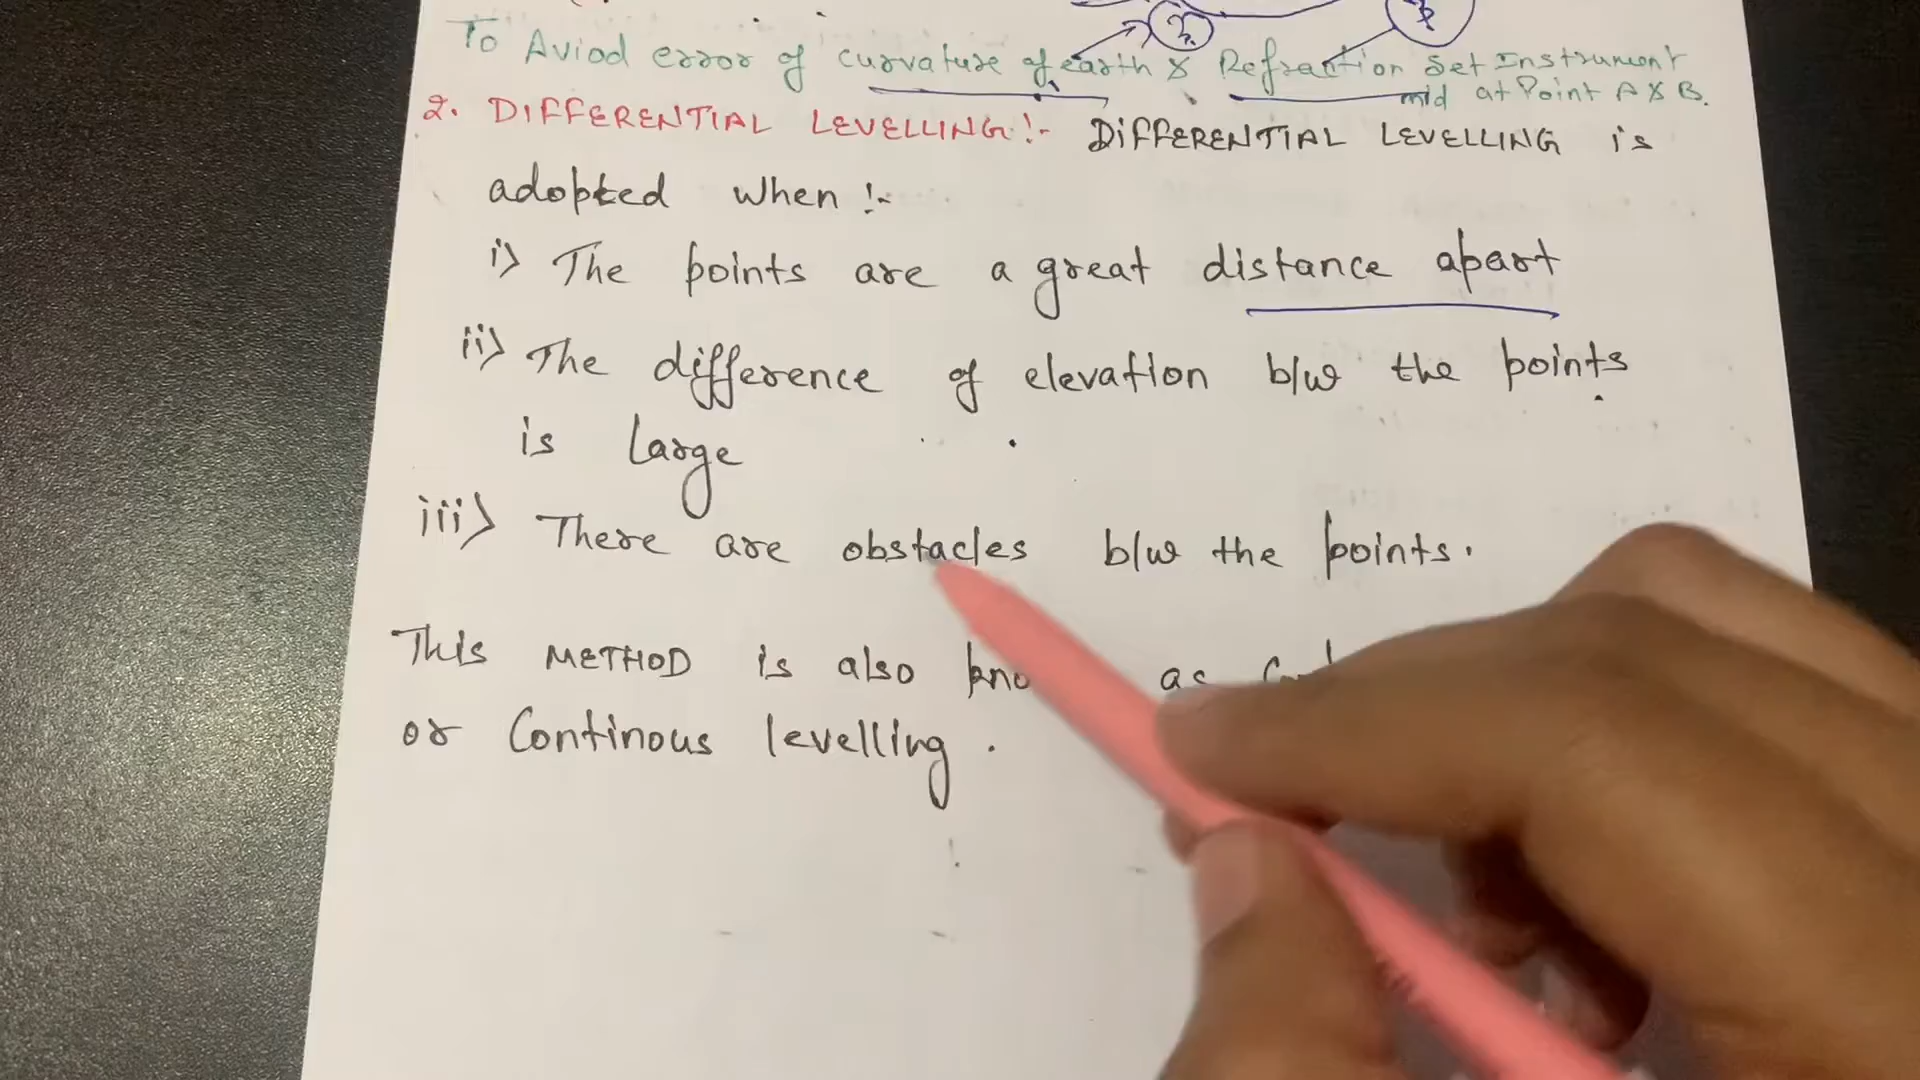 To Aviod error of curvature of earth & Refraction Set Instrument
mid at Point A & B.
2. DIFFERENTIAL LEVELLING:- DIFFERENTIAL LEVELLING is
adopted when :-
i> The points are a great distance apart
ii> The difference of elevation b/w the points
is Large
iii> There are obstacles b/w the points.
This METHOD is also as
or Continous levelling.